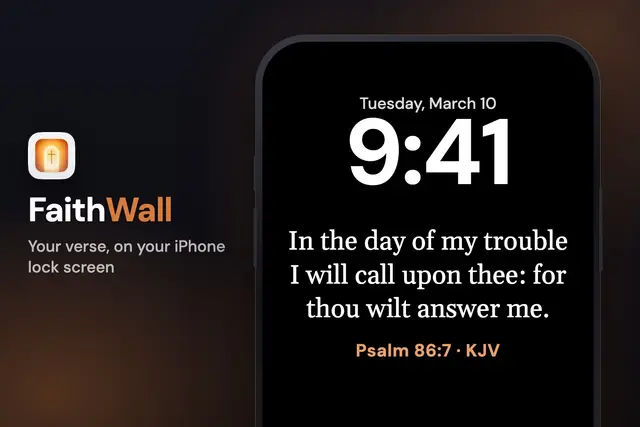 FaithWall
Your verse, on your iPhone
lock screen
Tuesday, March 10
9:41
In the day of my trouble
I will call upon thee: for
thou wilt answer me.
Psalm 86:7 · KJV